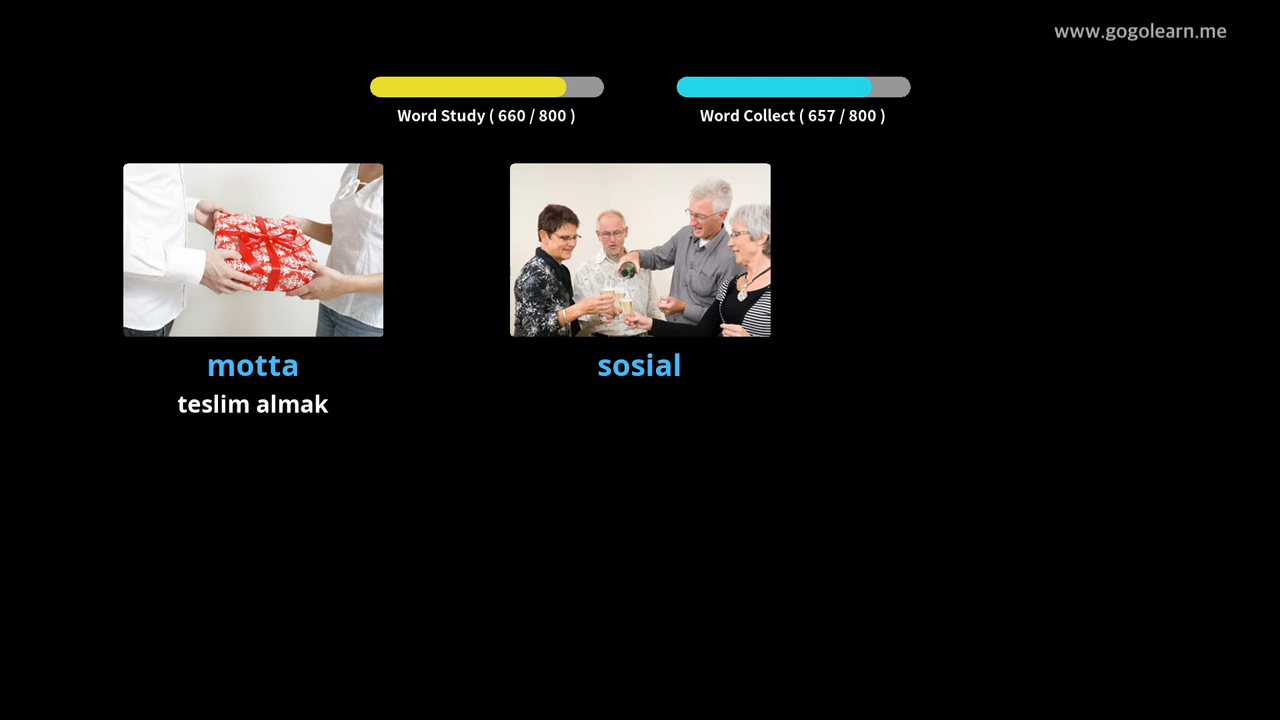 www.gogolearn.me
Word Study ( 660 / 800 )
Word Collect ( 657 / 800 )
motta
sosial
teslim almak